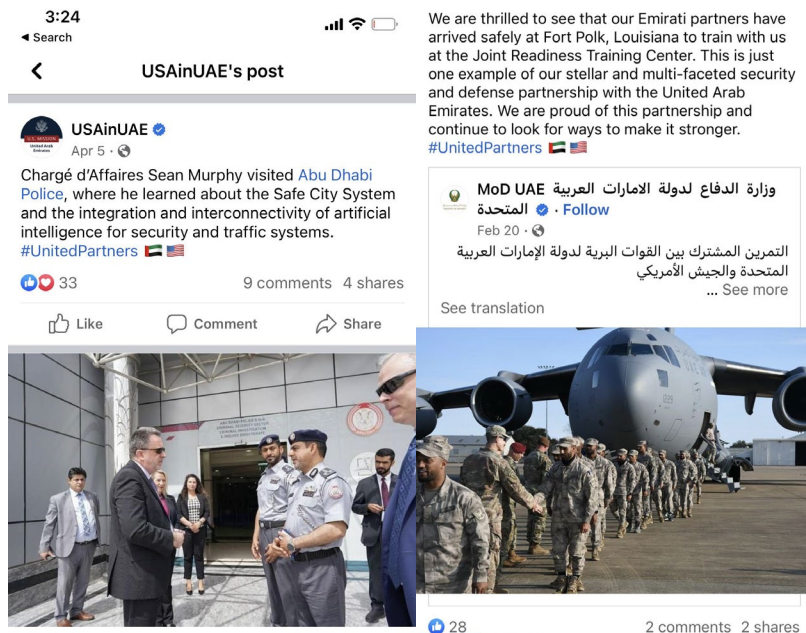 3:24
◀ Search
USAinUAE's post
U.S. MISSION
United Arab
Emirates
USAinUAE
Apr 5 ·
Chargé d'Affaires Sean Murphy visited Abu Dhabi
Police, where he learned about the Safe City System
and the integration and interconnectivity of artificial
intelligence for security and traffic systems.
#UnitedPartners 🇦🇪 🇺🇸
33
9 comments 4 shares
Like
Comment
Share
We are thrilled to see that our Emirati partners have
arrived safely at Fort Polk, Louisiana to train with us
at the Joint Readiness Training Center. This is just
one example of our stellar and multi-faceted security
and defense partnership with the United Arab
Emirates. We are proud of this partnership and
continue to look for ways to make it stronger.
#UnitedPartners 🇦🇪 🇺🇸
MoD UAE وزارة الدفاع لدولة الامارات العربية
المتحدة · Follow
Feb 20 ·
التمرين المشترك بين القوات البرية لدولة الإمارات العربية
المتحدة والجيش الأمريكي
... See more
See translation
28
2 comments 2 shares